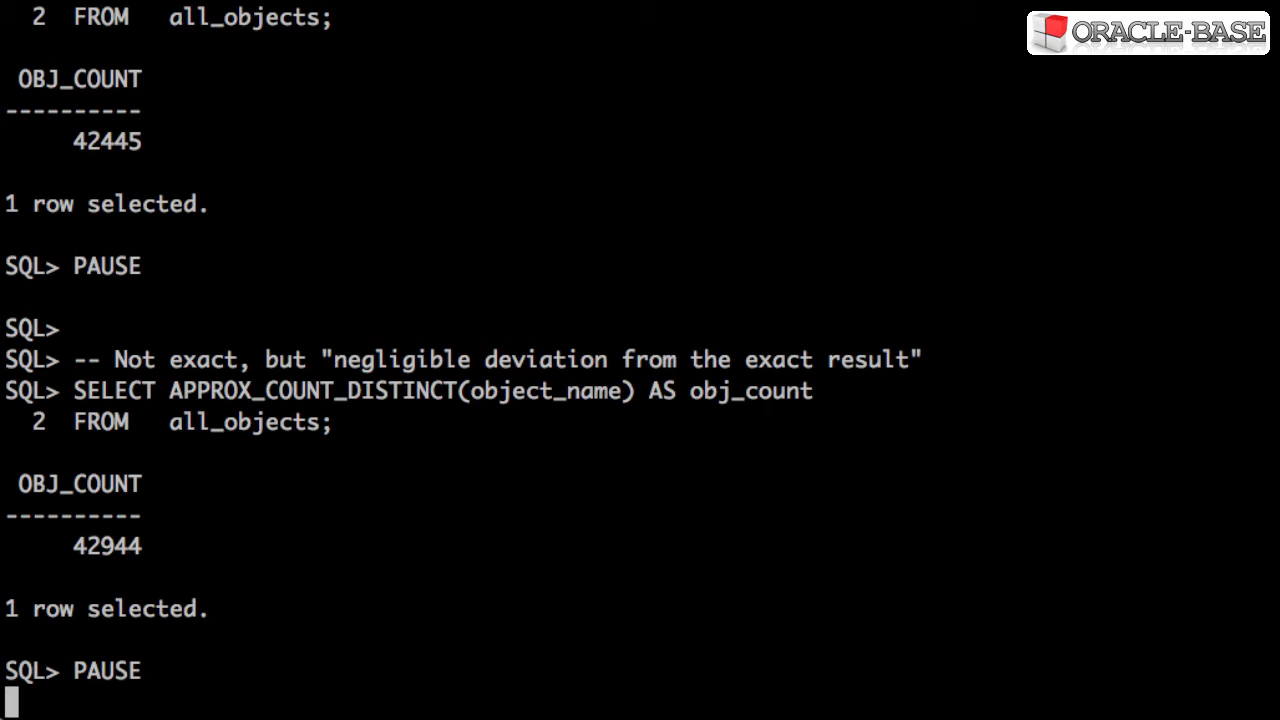 2  FROM   all_objects;
ORACLE-BASE
 OBJ_COUNT
----------
     42445
1 row selected.
SQL> PAUSE
SQL>
SQL> -- Not exact, but "negligible deviation from the exact result"
SQL> SELECT APPROX_COUNT_DISTINCT(object_name) AS obj_count
  2  FROM   all_objects;
 OBJ_COUNT
----------
     42944
1 row selected.
SQL> PAUSE